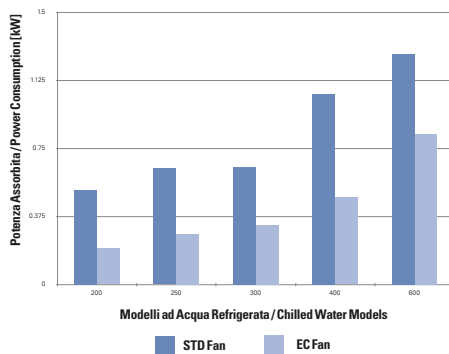 Potenza Assorbita / Power Consumption [kW]
1.5
1.125
0.75
0.375
0
200 250 300 400 600
Modelli ad Acqua Refrigerata / Chilled Water Models
STD Fan EC Fan